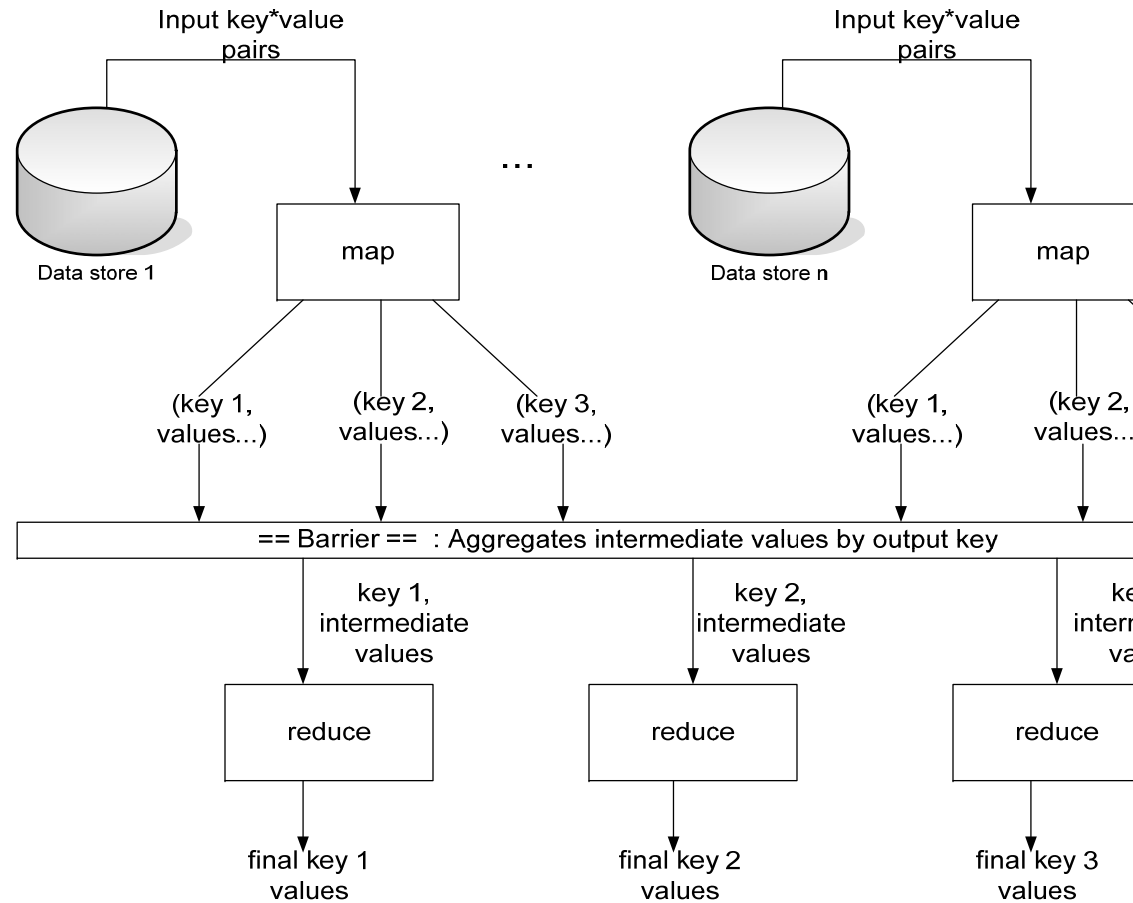 Input key*value
pairs
Input key*value
pairs
...
Data store 1
map
Data store n
map
(key 1,
values...)
(key 2,
values...)
(key 3,
values...)
(key 1,
values...)
(key 2,
values...
== Barrier == : Aggregates intermediate values by output key
key 1,
intermediate
values
key 2,
intermediate
values
reduce
reduce
reduce
final key 1
values
final key 2
values
final key 3
values